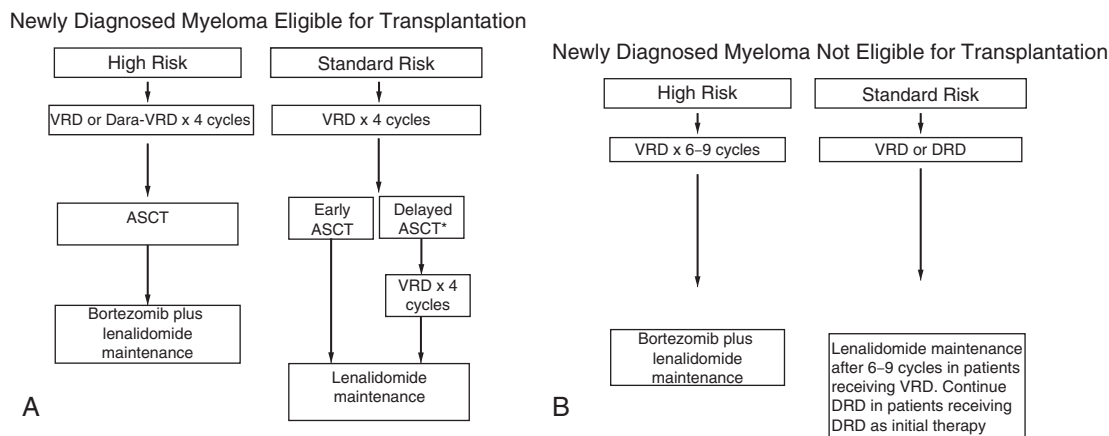 Newly Diagnosed Myeloma Eligible for Transplantation
High Risk
VRD or Dara-VRD x 4 cycles
ASCT
Bortezomib plus
lenalidomide
maintenance
Standard Risk
VRD x 4 cycles
Early
ASCT
Delayed
ASCT*
VRD x 4
cycles
Lenalidomide
maintenance
A
Newly Diagnosed Myeloma Not Eligible for Transplantation
High Risk
VRD x 6–9 cycles
Bortezomib plus
lenalidomide
maintenance
Standard Risk
VRD or DRD
Lenalidomide maintenance
after 6–9 cycles in patients
receiving VRD. Continue
DRD in patients receiving
DRD as initial therapy
B